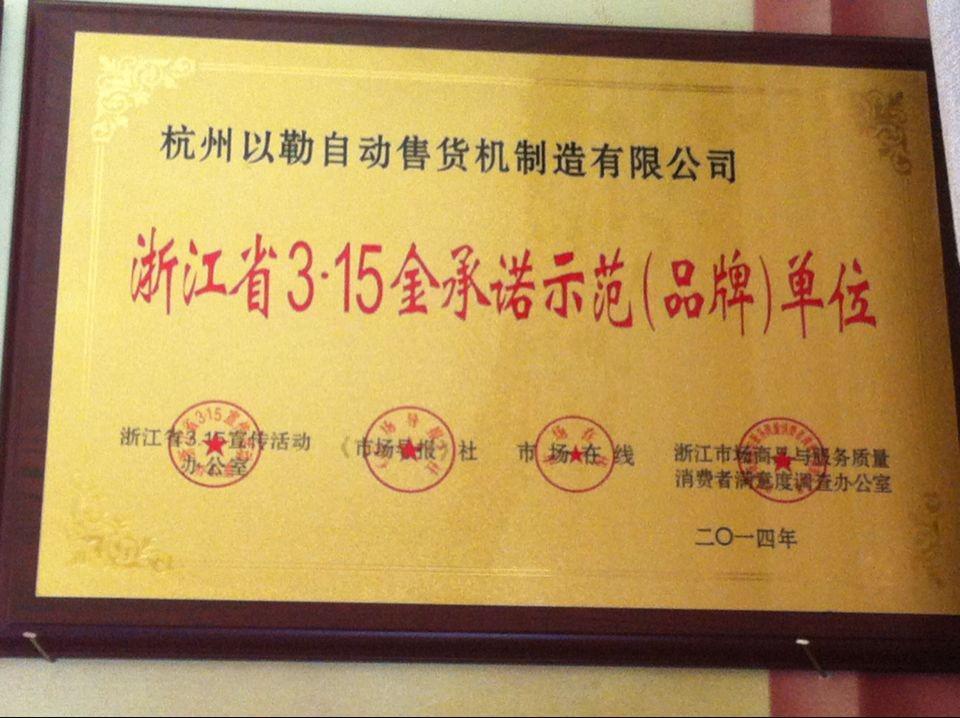 杭州以勒自动售货机制造有限公司
浙江省3·15金承诺示范(品牌)单位
浙江省3.15宣传活动
办公室
《市场导报》社
市场在线
浙江市场商品与服务质量
消费者满意度调查办公室
二〇一四年